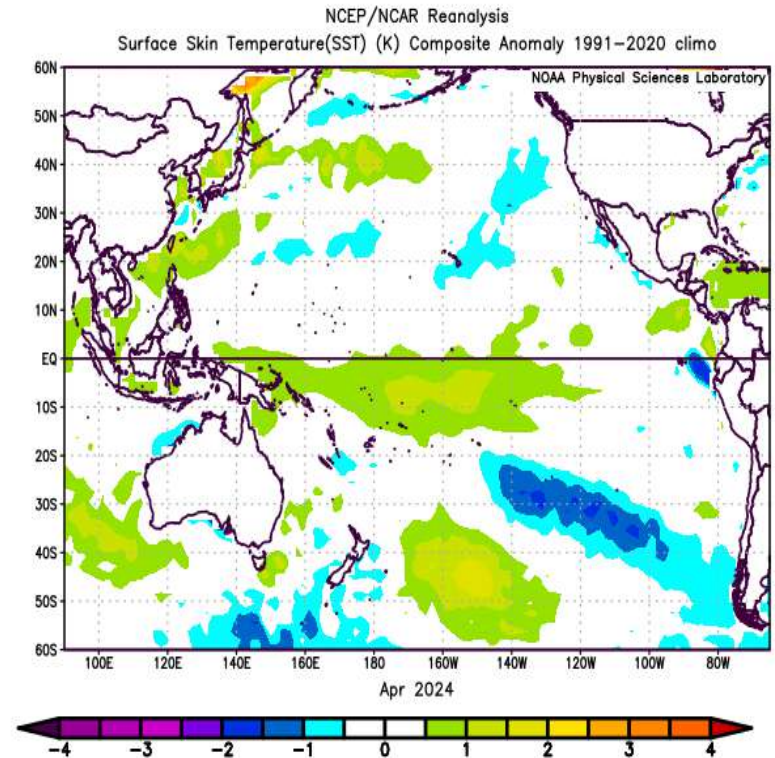 NCEP/NCAR Reanalysis
Surface Skin Temperature(SST) (K) Composite Anomaly 1991-2020 climo
NOAA Physical Sciences Laboratory
60N
50N
40N
30N
20N
10N
EQ
10S
20S
30S
40S
50S
60S
100E 120E 140E 160E 180 160W 140W 120W 100W 80W
Apr 2024
-4 -3 -2 -1 0 1 2 3 4